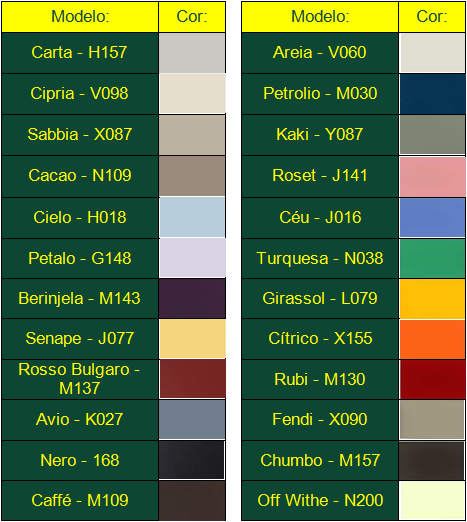 Modelo: Cor:
Carta - H157
Cipria - V098
Sabbia - X087
Cacao - N109
Cielo - H018
Petalo - G148
Berinjela - M143
Senape - J077
Rosso Bulgaro -
M137
Avio - K027
Nero - 168
Caffé - M109
Modelo: Cor:
Areia - V060
Petrolio - M030
Kaki - Y087
Roset - J141
Céu - J016
Turquesa - N038
Girassol - L079
Cítrico - X155
Rubi - M130
Fendi - X090
Chumbo - M157
Off Withe - N200